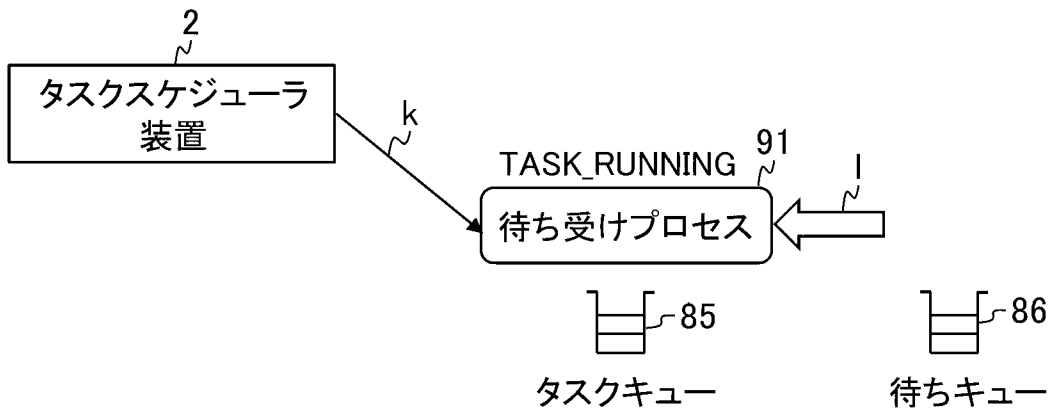 2
タスクスケジューラ
装置
k
TASK_RUNNING
91
l
待ち受けプロセス
85
86
タスクキュー
待ちキュー